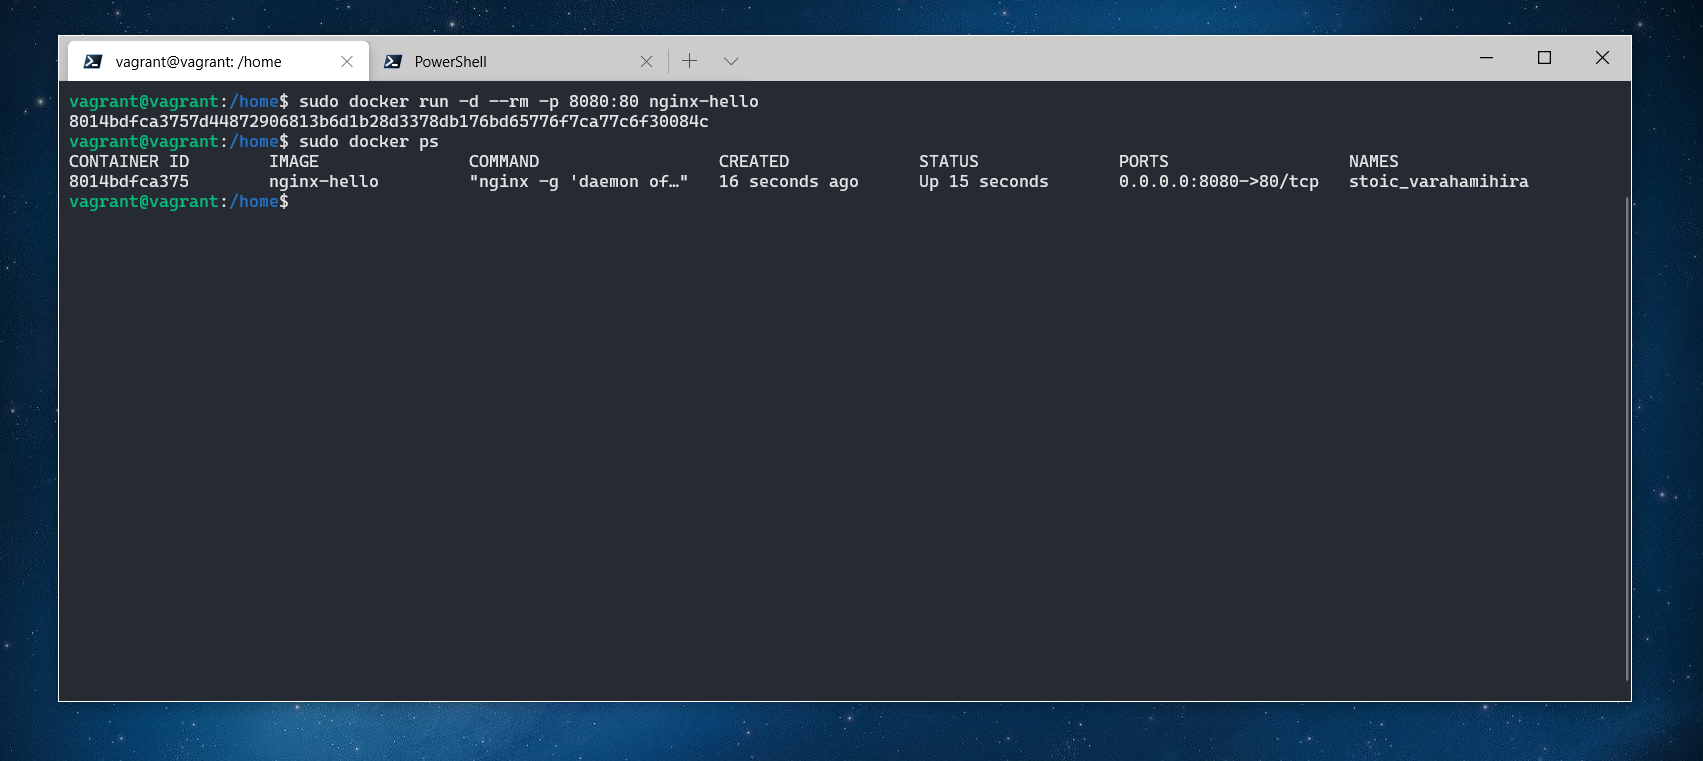 vagrant@vagrant: /home
PowerShell
vagrant@vagrant:/home$ sudo docker run -d --rm -p 8080:80 nginx-hello
8014bdfca3757d44872906813b6d1b28d3378db176bd65776f7ca77c6f30084c
vagrant@vagrant:/home$ sudo docker ps
CONTAINER ID        IMAGE               COMMAND                  CREATED             STATUS              PORTS                  NAMES
8014bdfca375        nginx-hello         "nginx -g 'daemon of…"   16 seconds ago      Up 15 seconds       0.0.0.0:8080->80/tcp   stoic_varahamihira
vagrant@vagrant:/home$